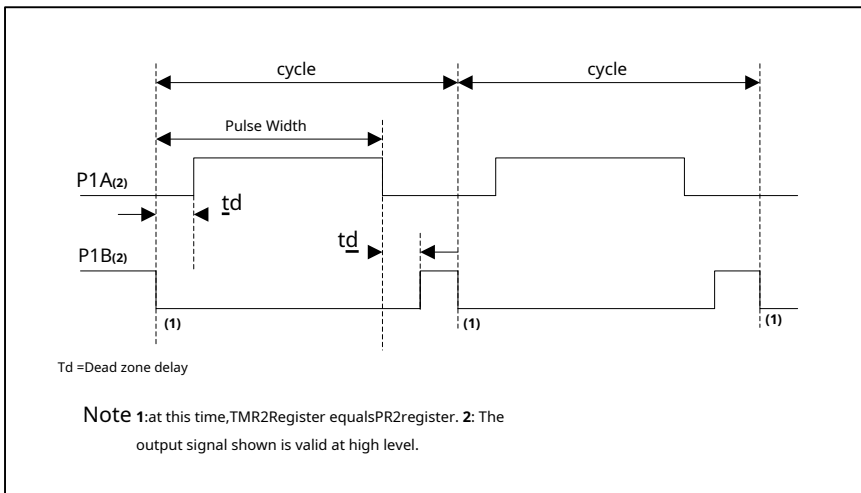 cycle cycle
Pulse Width
P1A(2)
td
td
P1B(2)
(1) (1) (1)
Td =Dead zone delay
Note 1:at this time,TMR2Register equalsPR2register. 2: The
output signal shown is valid at high level.